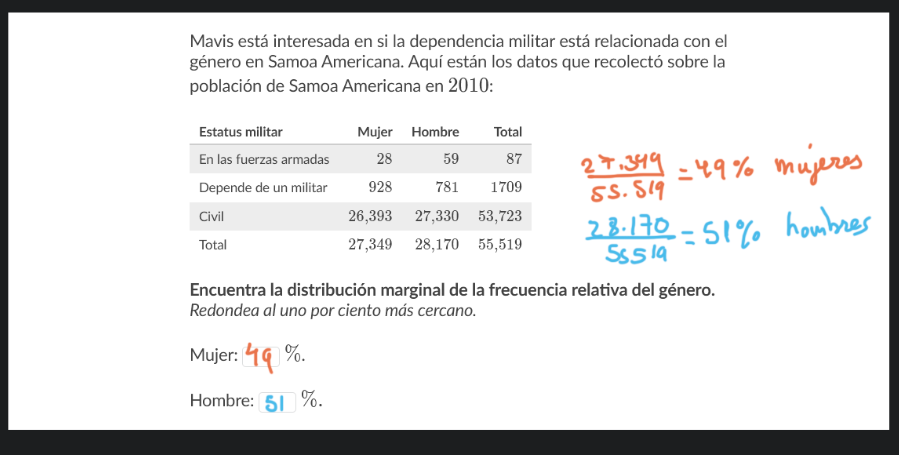 Mavis está interesada en si la dependencia militar está relacionada con el
género en Samoa Americana. Aquí están los datos que recolectó sobre la
población de Samoa Americana en 2010:
Estatus militar Mujer Hombre Total
En las fuerzas armadas 28 59 87
Depende de un militar 928 781 1709
Civil 26,393 27,330 53,723
Total 27,349 28,170 55,519
27.349
55.519
= 49% mujeres
28.170
55519
= 51% hombres
Encuentra la distribución marginal de la frecuencia relativa del género.
Redondea al uno por ciento más cercano.
Mujer: 49 %.
Hombre: 51 %.